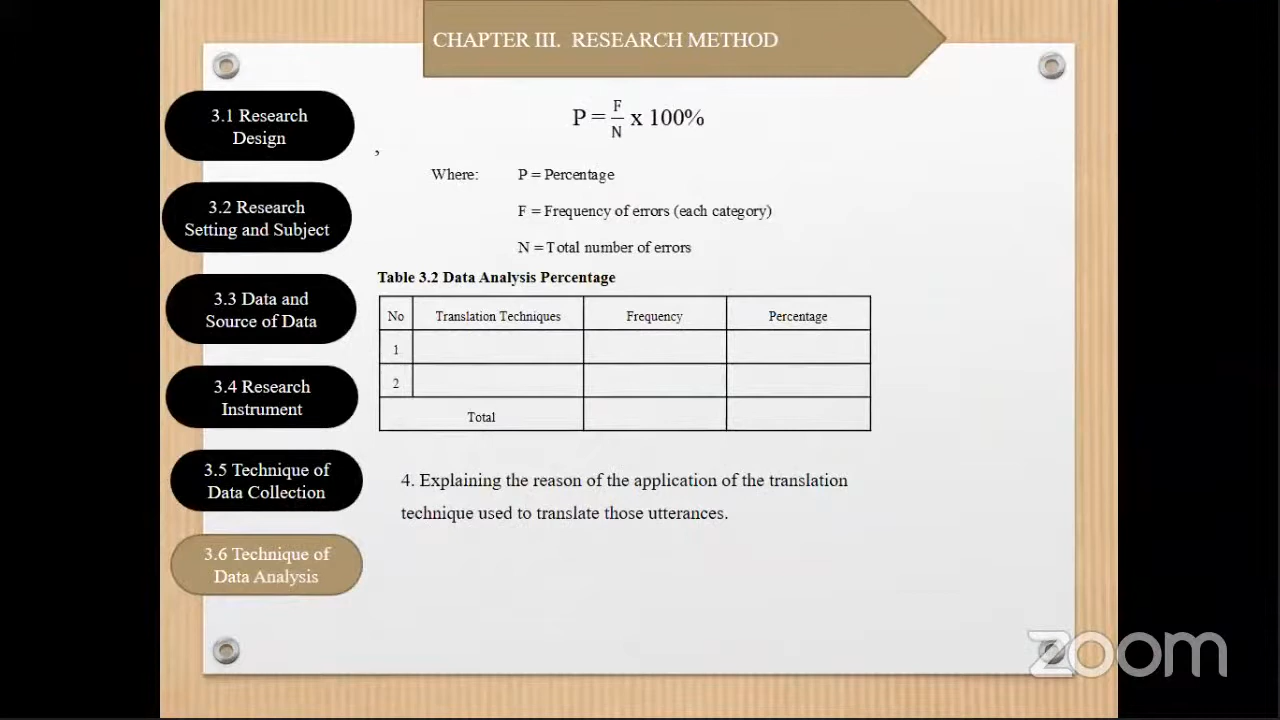 CHAPTER III. RESEARCH METHOD
3.1 Research
Design
3.2 Research
Setting and Subject
3.3 Data and
Source of Data
3.4 Research
Instrument
3.5 Technique of
Data Collection
3.6 Technique of
Data Analysis
P = F/N x 100%
,
Where: P = Percentage
F = Frequency of errors (each category)
N = Total number of errors
Table 3.2 Data Analysis Percentage
No Translation Techniques Frequency Percentage
1
2
Total
4. Explaining the reason of the application of the translation
technique used to translate those utterances.
zoom